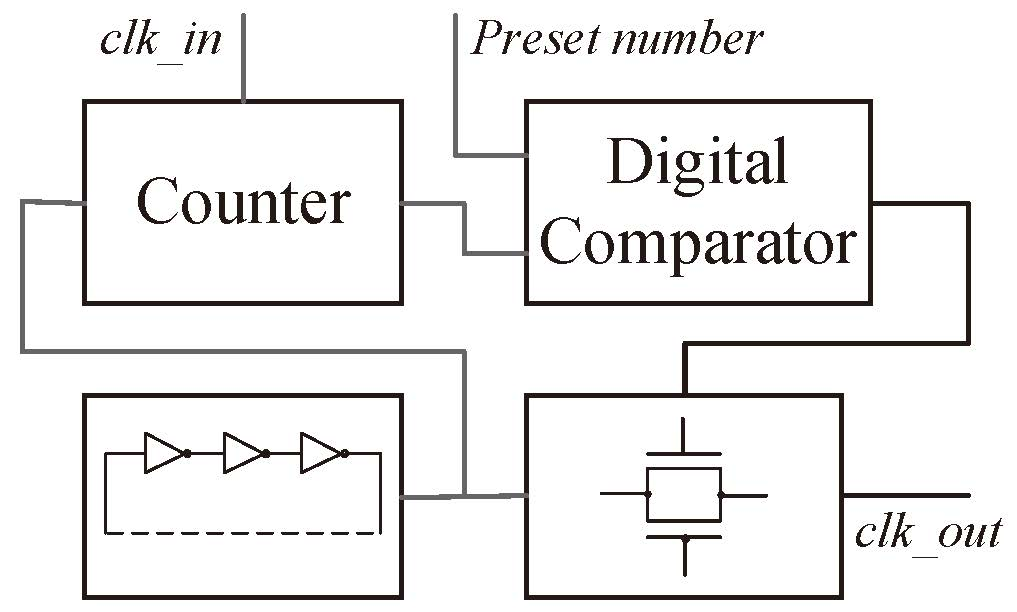 clk_in
Preset number
Counter
Digital
Comparator
clk_out